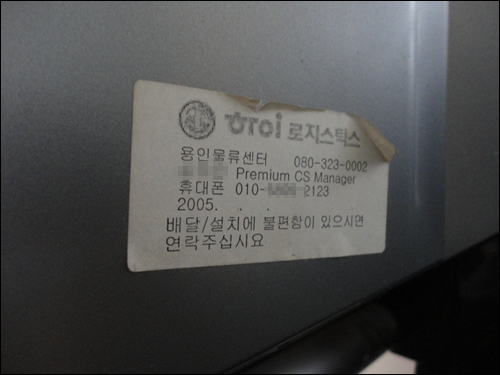 하이 로지스틱스
용인물류센터 080-323-0002
Premium CS Manager
휴대폰 010- 2123
2005. . .
배달/설치에 불편함이 있으시면
연락주십시요